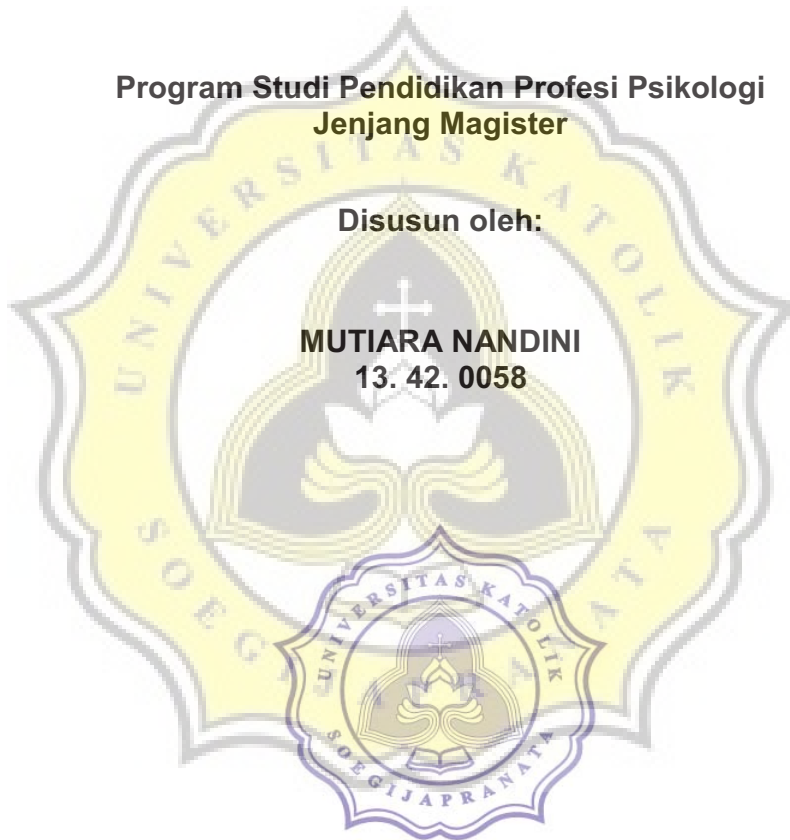 Program Studi Pendidikan Profesi Psikologi
Jenjang Magister
Disusun oleh:
MUTIARA NANDINI
13. 42. 0058
UNIVERSITAS KATOLIK
SOEGIJAPRANATA
UNIVERSITAS KATOLIK
SOEGIJAPRANATA